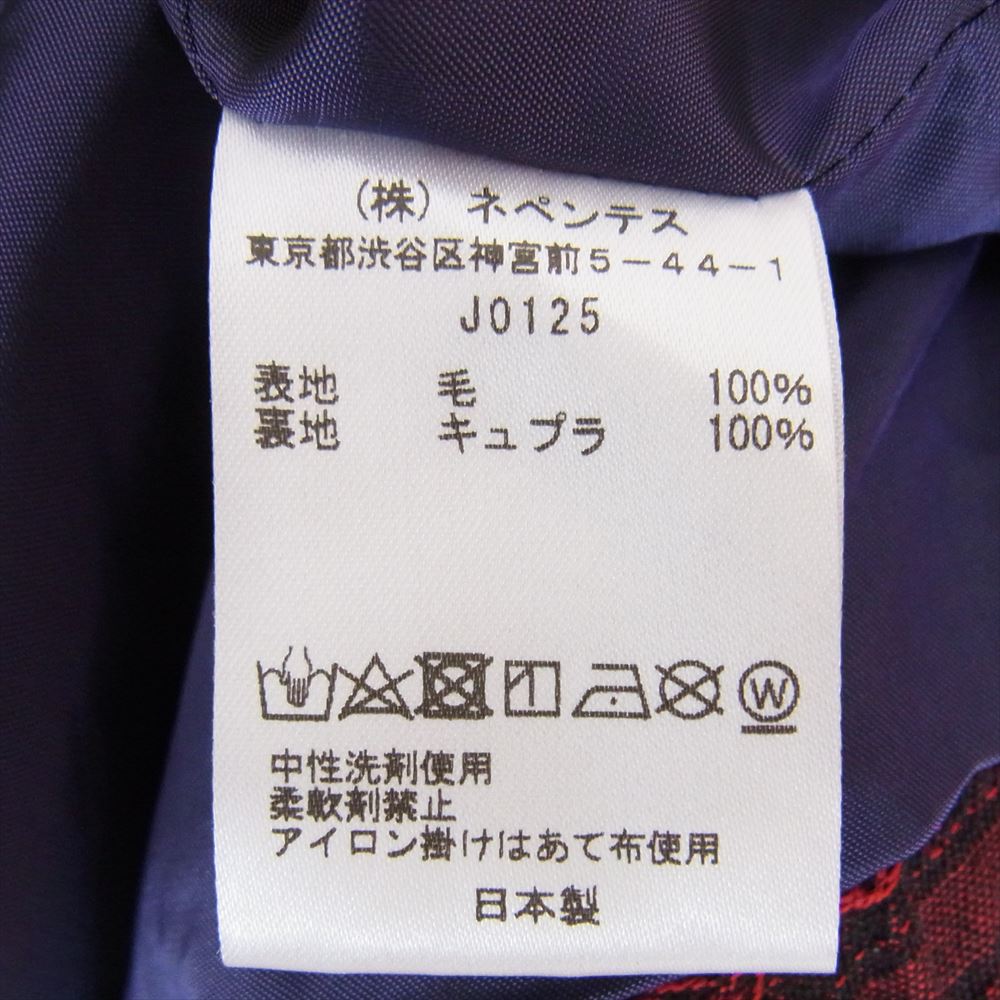 （株）ネペンテス
東京都渋谷区神宮前５－４４－１
J0125
表地 毛 100%
裏地 キュプラ 100%
W
中性洗剤使用
柔軟剤禁止
アイロン掛けはあて布使用
日本製